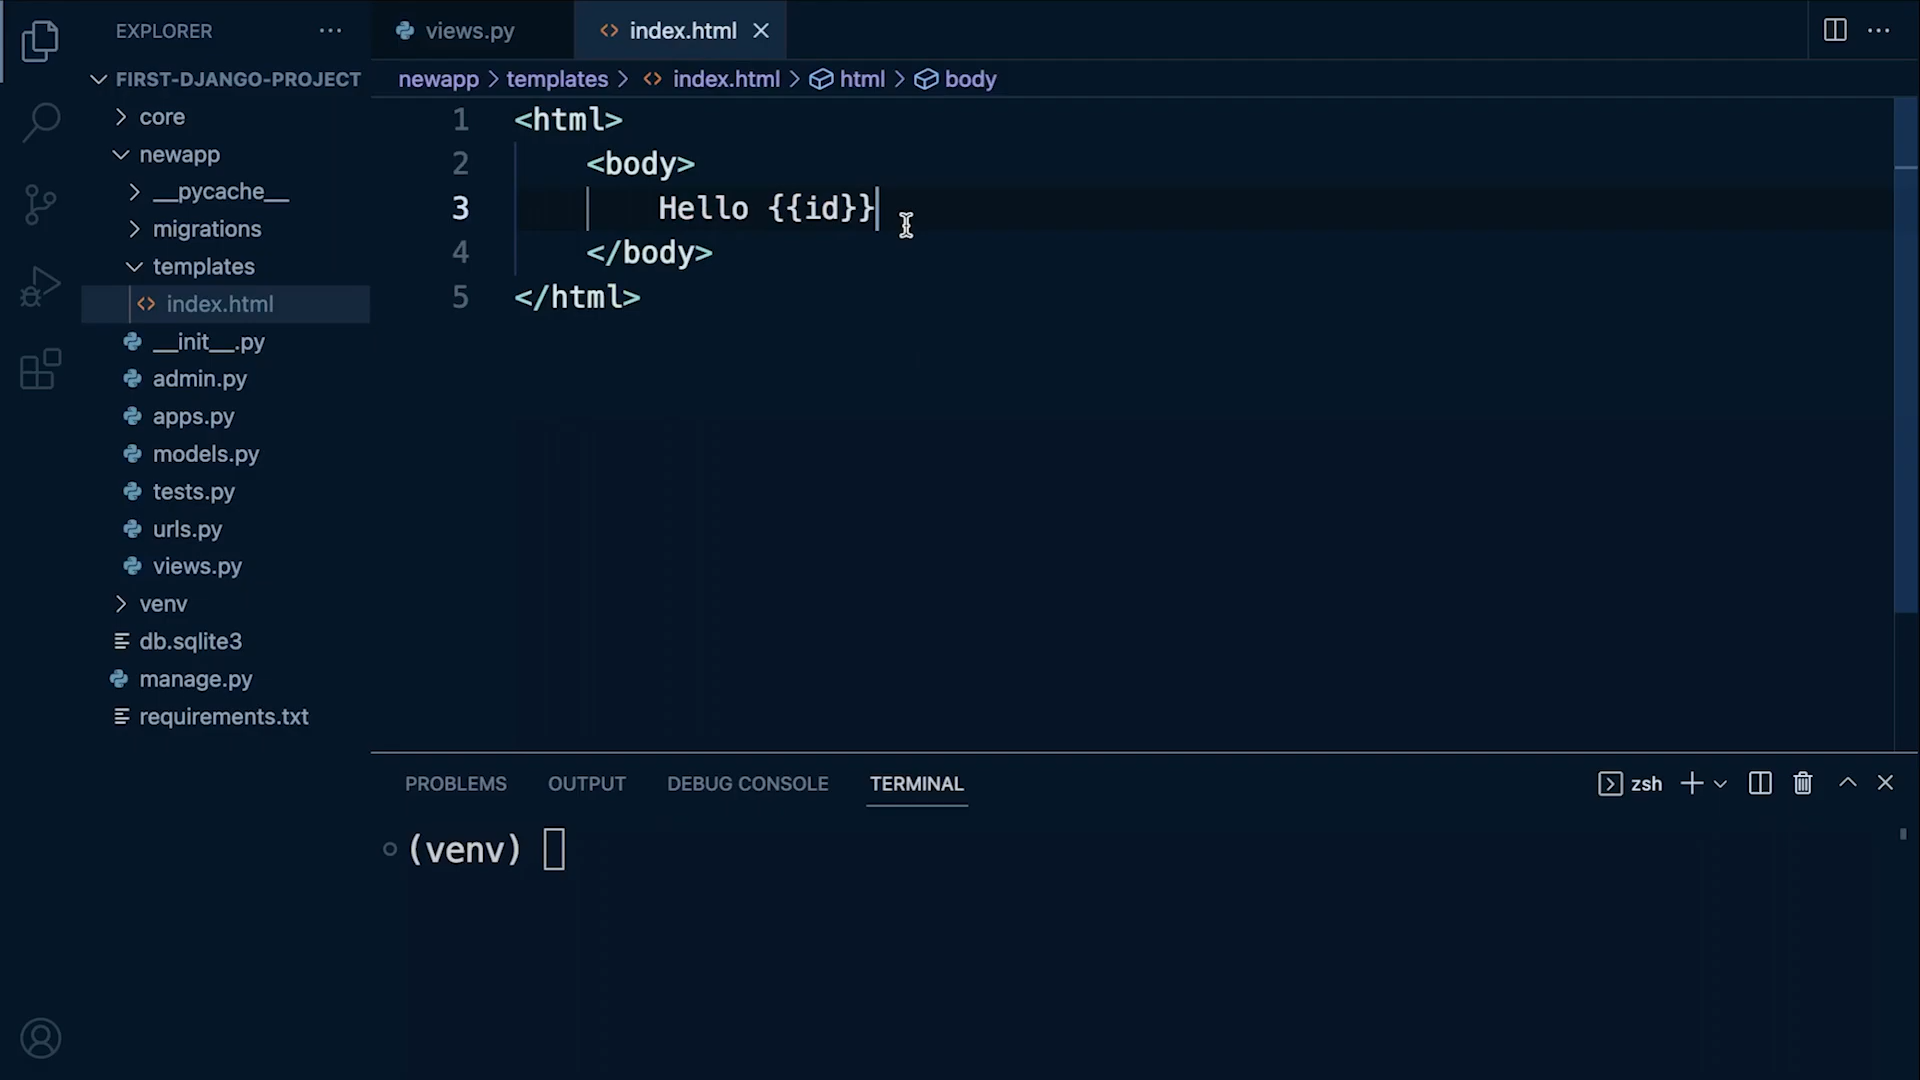 EXPLORER
FIRST-DJANGO-PROJECT
core
newapp
__pycache__
migrations
templates
index.html
__init__.py
admin.py
apps.py
models.py
tests.py
urls.py
views.py
venv
db.sqlite3
manage.py
requirements.txt
views.py index.html
newapp > templates > <> index.html > html > body
1 <html>
2 <body>
3 Hello {{id}}
4 </body>
5 </html>
PROBLEMS OUTPUT DEBUG CONSOLE TERMINAL zsh
(venv)